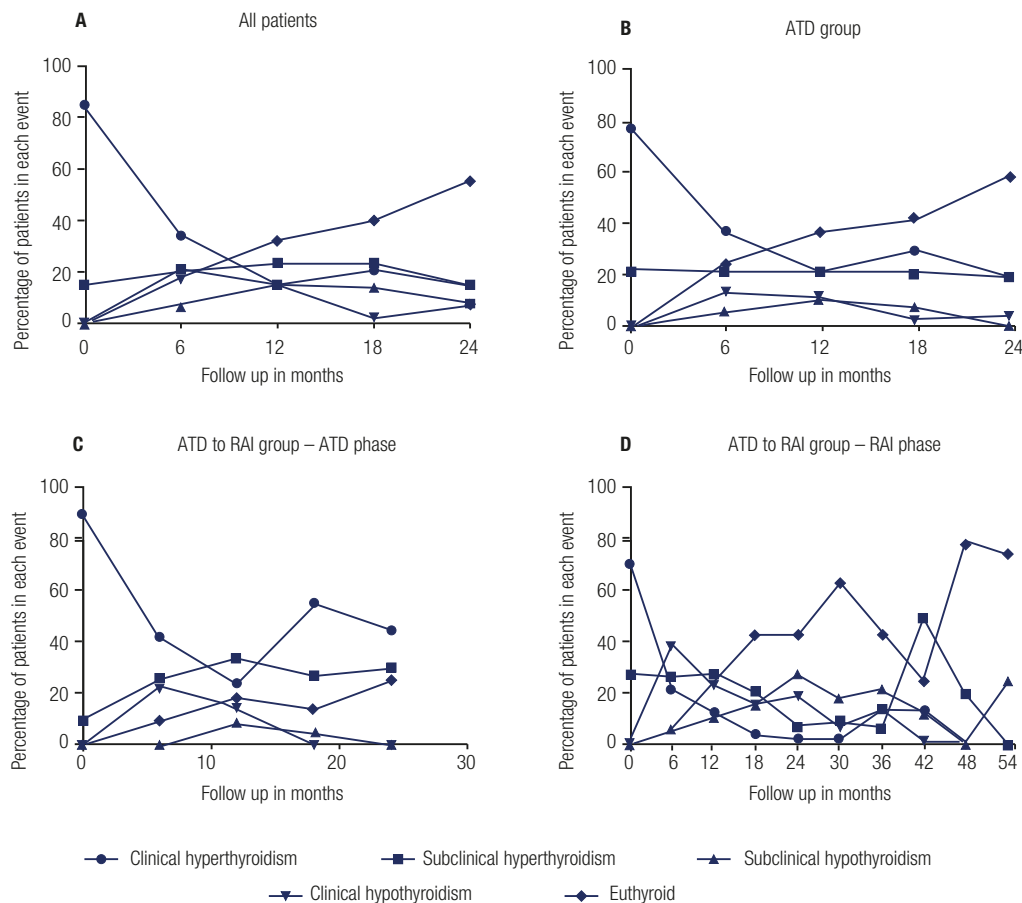 A All patients
Percentage of patients in each event
100
80
60
40
20
0
0 6 12 18 24
Follow up in months
B ATD group
Percentage of patients in each event
100
80
60
40
20
0
0 6 12 18 24
Follow up in months
C ATD to RAI group – ATD phase
Percentage of patients in each event
100
80
60
40
20
0
0 10 20 30
Follow up in months
D ATD to RAI group – RAI phase
Percentage of patients in each event
100
80
60
40
20
0
0 6 12 18 24 30 36 42 48 54
Follow up in months
Clinical hyperthyroidism Subclinical hyperthyroidism Subclinical hypothyroidism
Clinical hypothyroidism Euthyroid